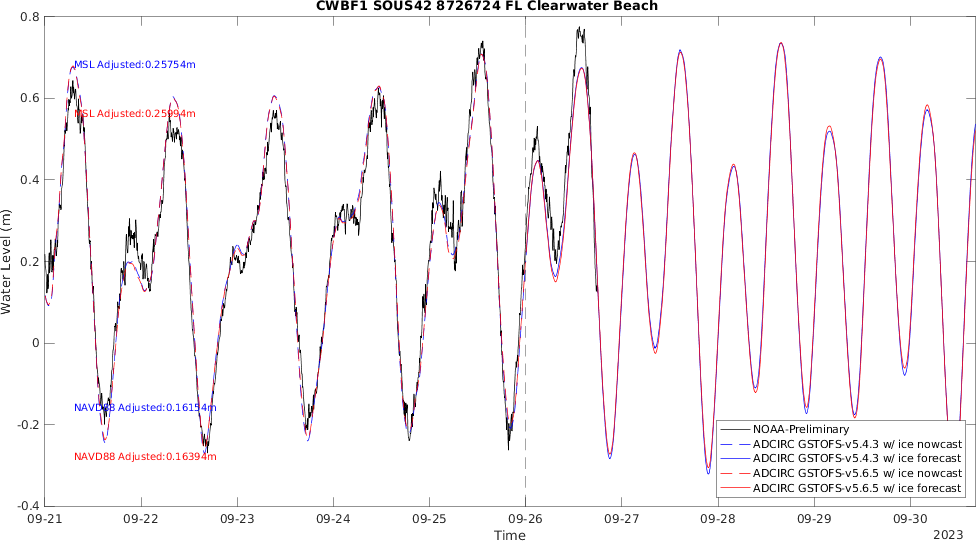 CWBF1 SOUS42 8726724 FL Clearwater Beach
0.8
0.6
0.4
0.2
0
-0.2
-0.4
Water Level (m)
MSL Adjusted:0.25754m
MSL Adjusted:0.25994m
NAVD88 Adjusted:0.16154m
NAVD88 Adjusted:0.16394m
NOAA-Preliminary
ADCIRC GSTOFS-v5.4.3 w/ ice nowcast
ADCIRC GSTOFS-v5.4.3 w/ ice forecast
ADCIRC GSTOFS-v5.6.5 w/ ice nowcast
ADCIRC GSTOFS-v5.6.5 w/ ice forecast
09-21 09-22 09-23 09-24 09-25 09-26 09-27 09-28 09-29 09-30
Time
2023